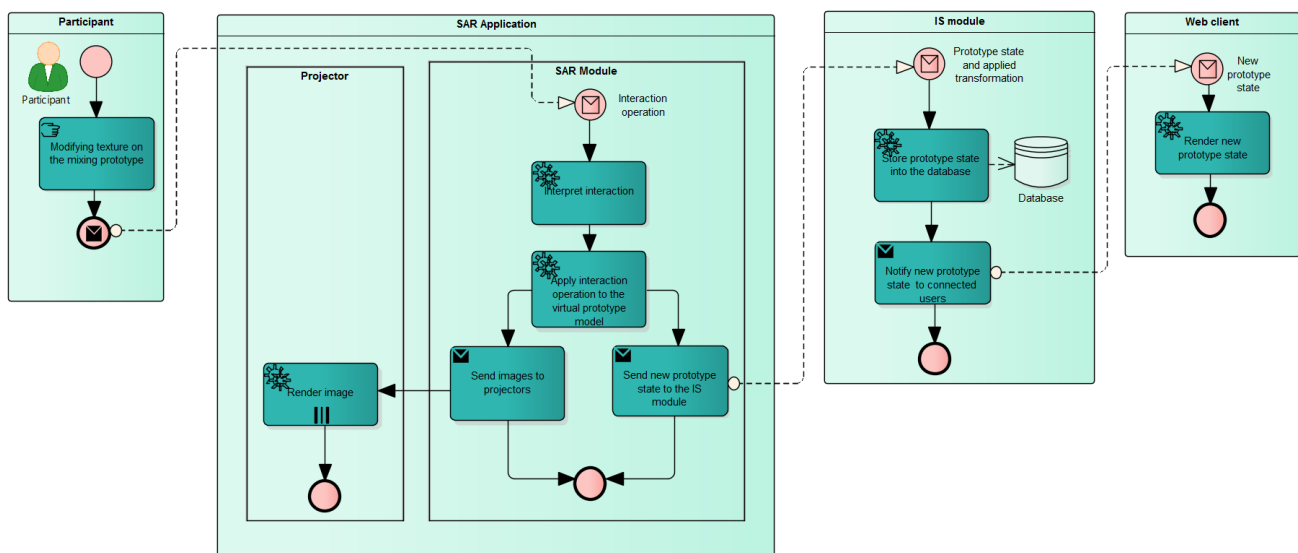 Participant
Participant
Modifying texture on
the mixing prototype
SAR Application
Projector
Render image
SAR Module
Interaction
operation
Interpret interaction
Apply interaction
operation to the
virtual prototype
model
Send images to
projectors
Send new prototype
state to the IS
module
IS module
Prototype state
and applied
transformation
Store prototype state
into the database
Database
Notify new prototype
state to connected
users
Web client
New
prototype
state
Render new
prototype state